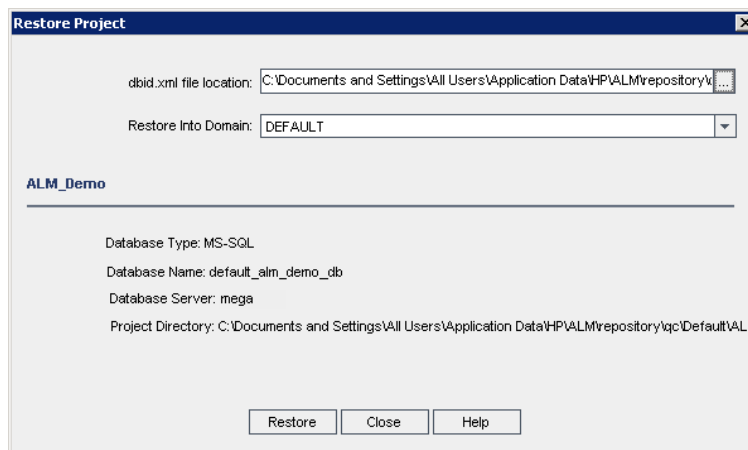 Restore Project
dbid.xml file location: C:\Documents and Settings\All Users\Application Data\HP\ALM\repository\ ...
Restore Into Domain: DEFAULT
ALM_Demo
Database Type: MS-SQL
Database Name: default_alm_demo_db
Database Server: mega
Project Directory: C:\Documents and Settings\All Users\Application Data\HP\ALM\repository\qc\Default\AL
Restore Close Help